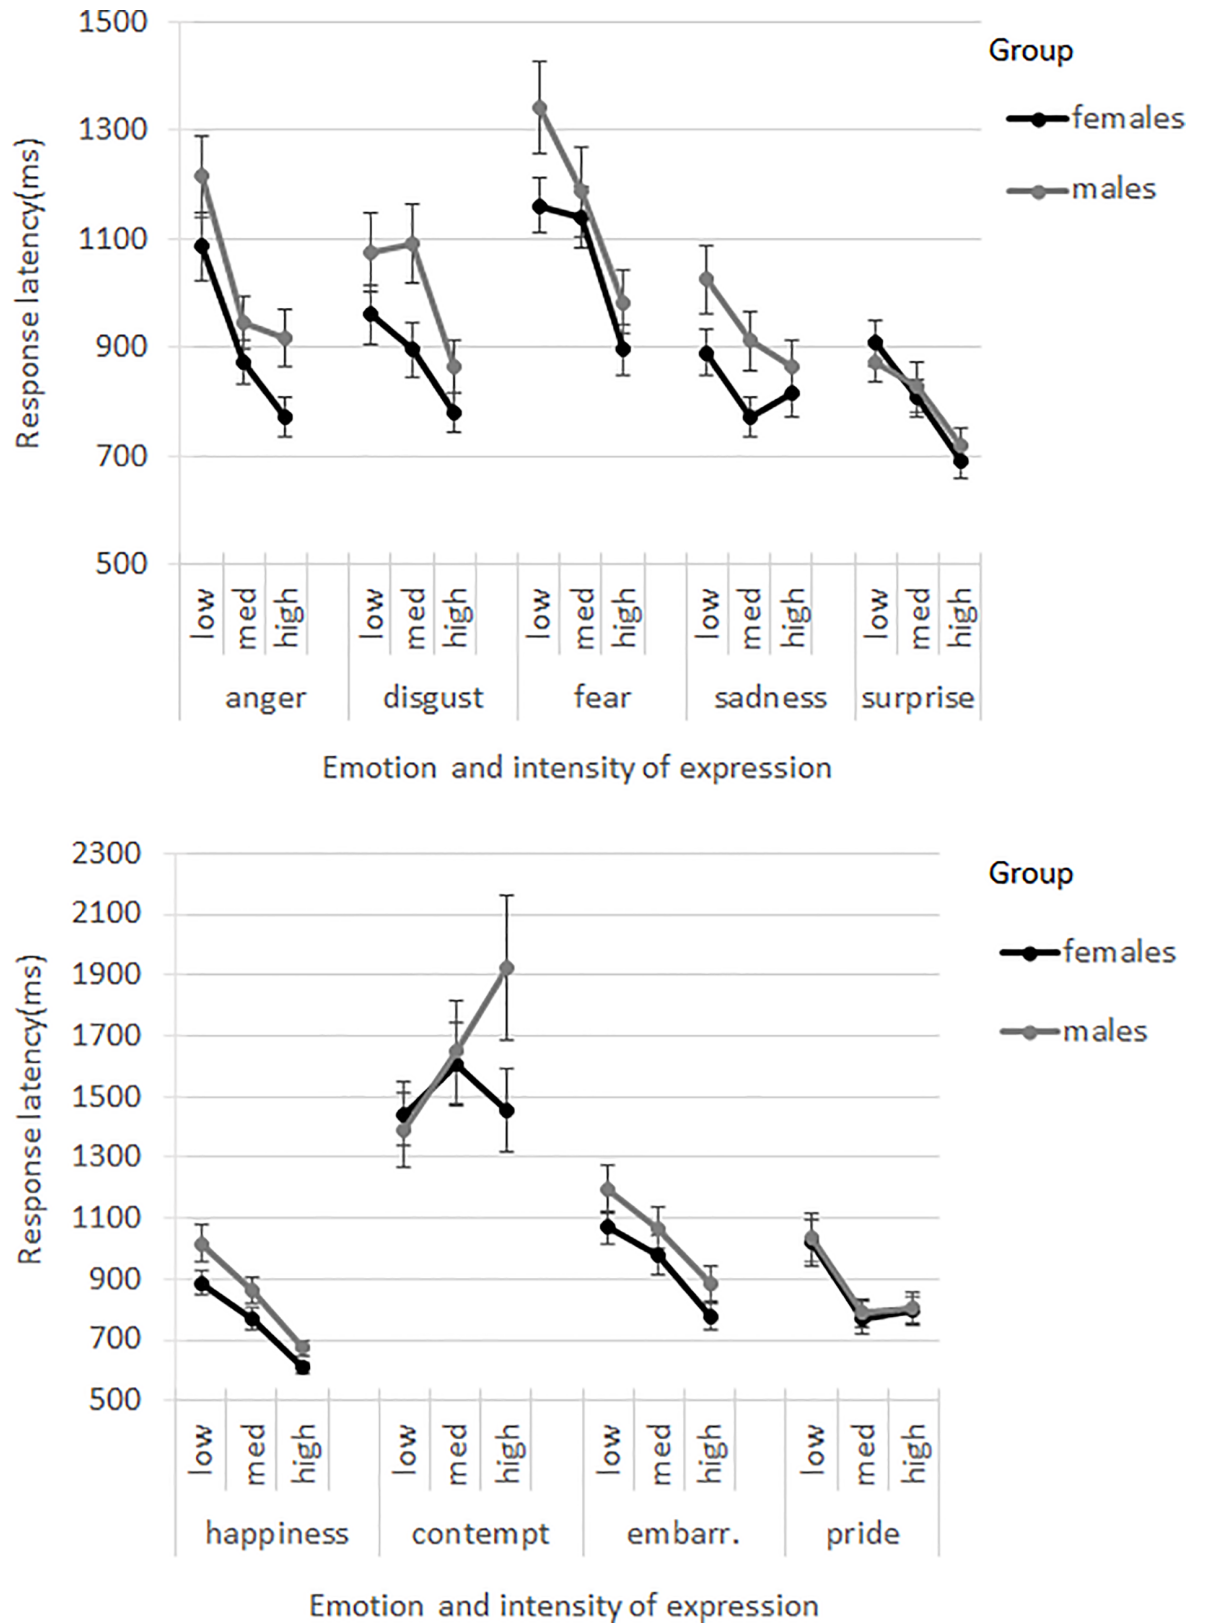 1500
1300
1100
900
700
500
Response latency(ms)
Group
females
males
low med high low med high low med high low med high low med high
anger disgust fear sadness surprise
Emotion and intensity of expression
2300
2100
1900
1700
1500
1300
1100
900
700
500
Response latency(ms)
Group
females
males
low med high low med high low med high low med high
happiness contempt embarr. pride
Emotion and intensity of expression